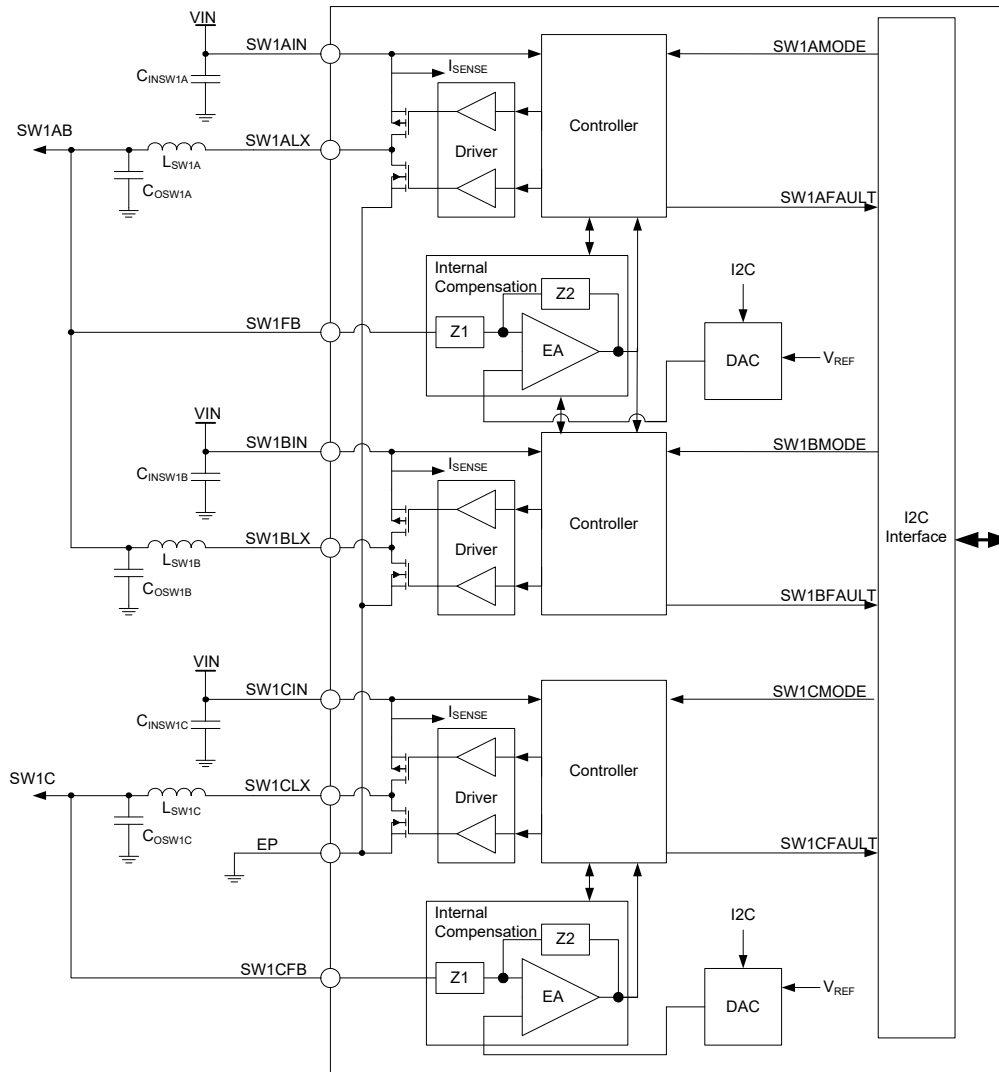 VIN
SW1AIN
SW1AMODE
ISENSE
CINSW1A
Controller
SW1AB
SW1ALX
Driver
LSW1A
COSW1A
SW1AFAULT
Internal
Compensation
I2C
Z2
SW1FB
Z1
EA
DAC
VREF
VIN
SW1BIN
SW1BMODE
ISENSE
CINSW1B
Controller
I2C
Interface
SW1BLX
Driver
LSW1B
COSW1B
SW1BFAULT
VIN
SW1CIN
SW1CMODE
ISENSE
CINSW1C
Controller
SW1C
SW1CLX
Driver
LSW1C
COSW1C
EP
SW1CFAULT
Internal
Compensation
I2C
Z2
SW1CFB
Z1
EA
DAC
VREF